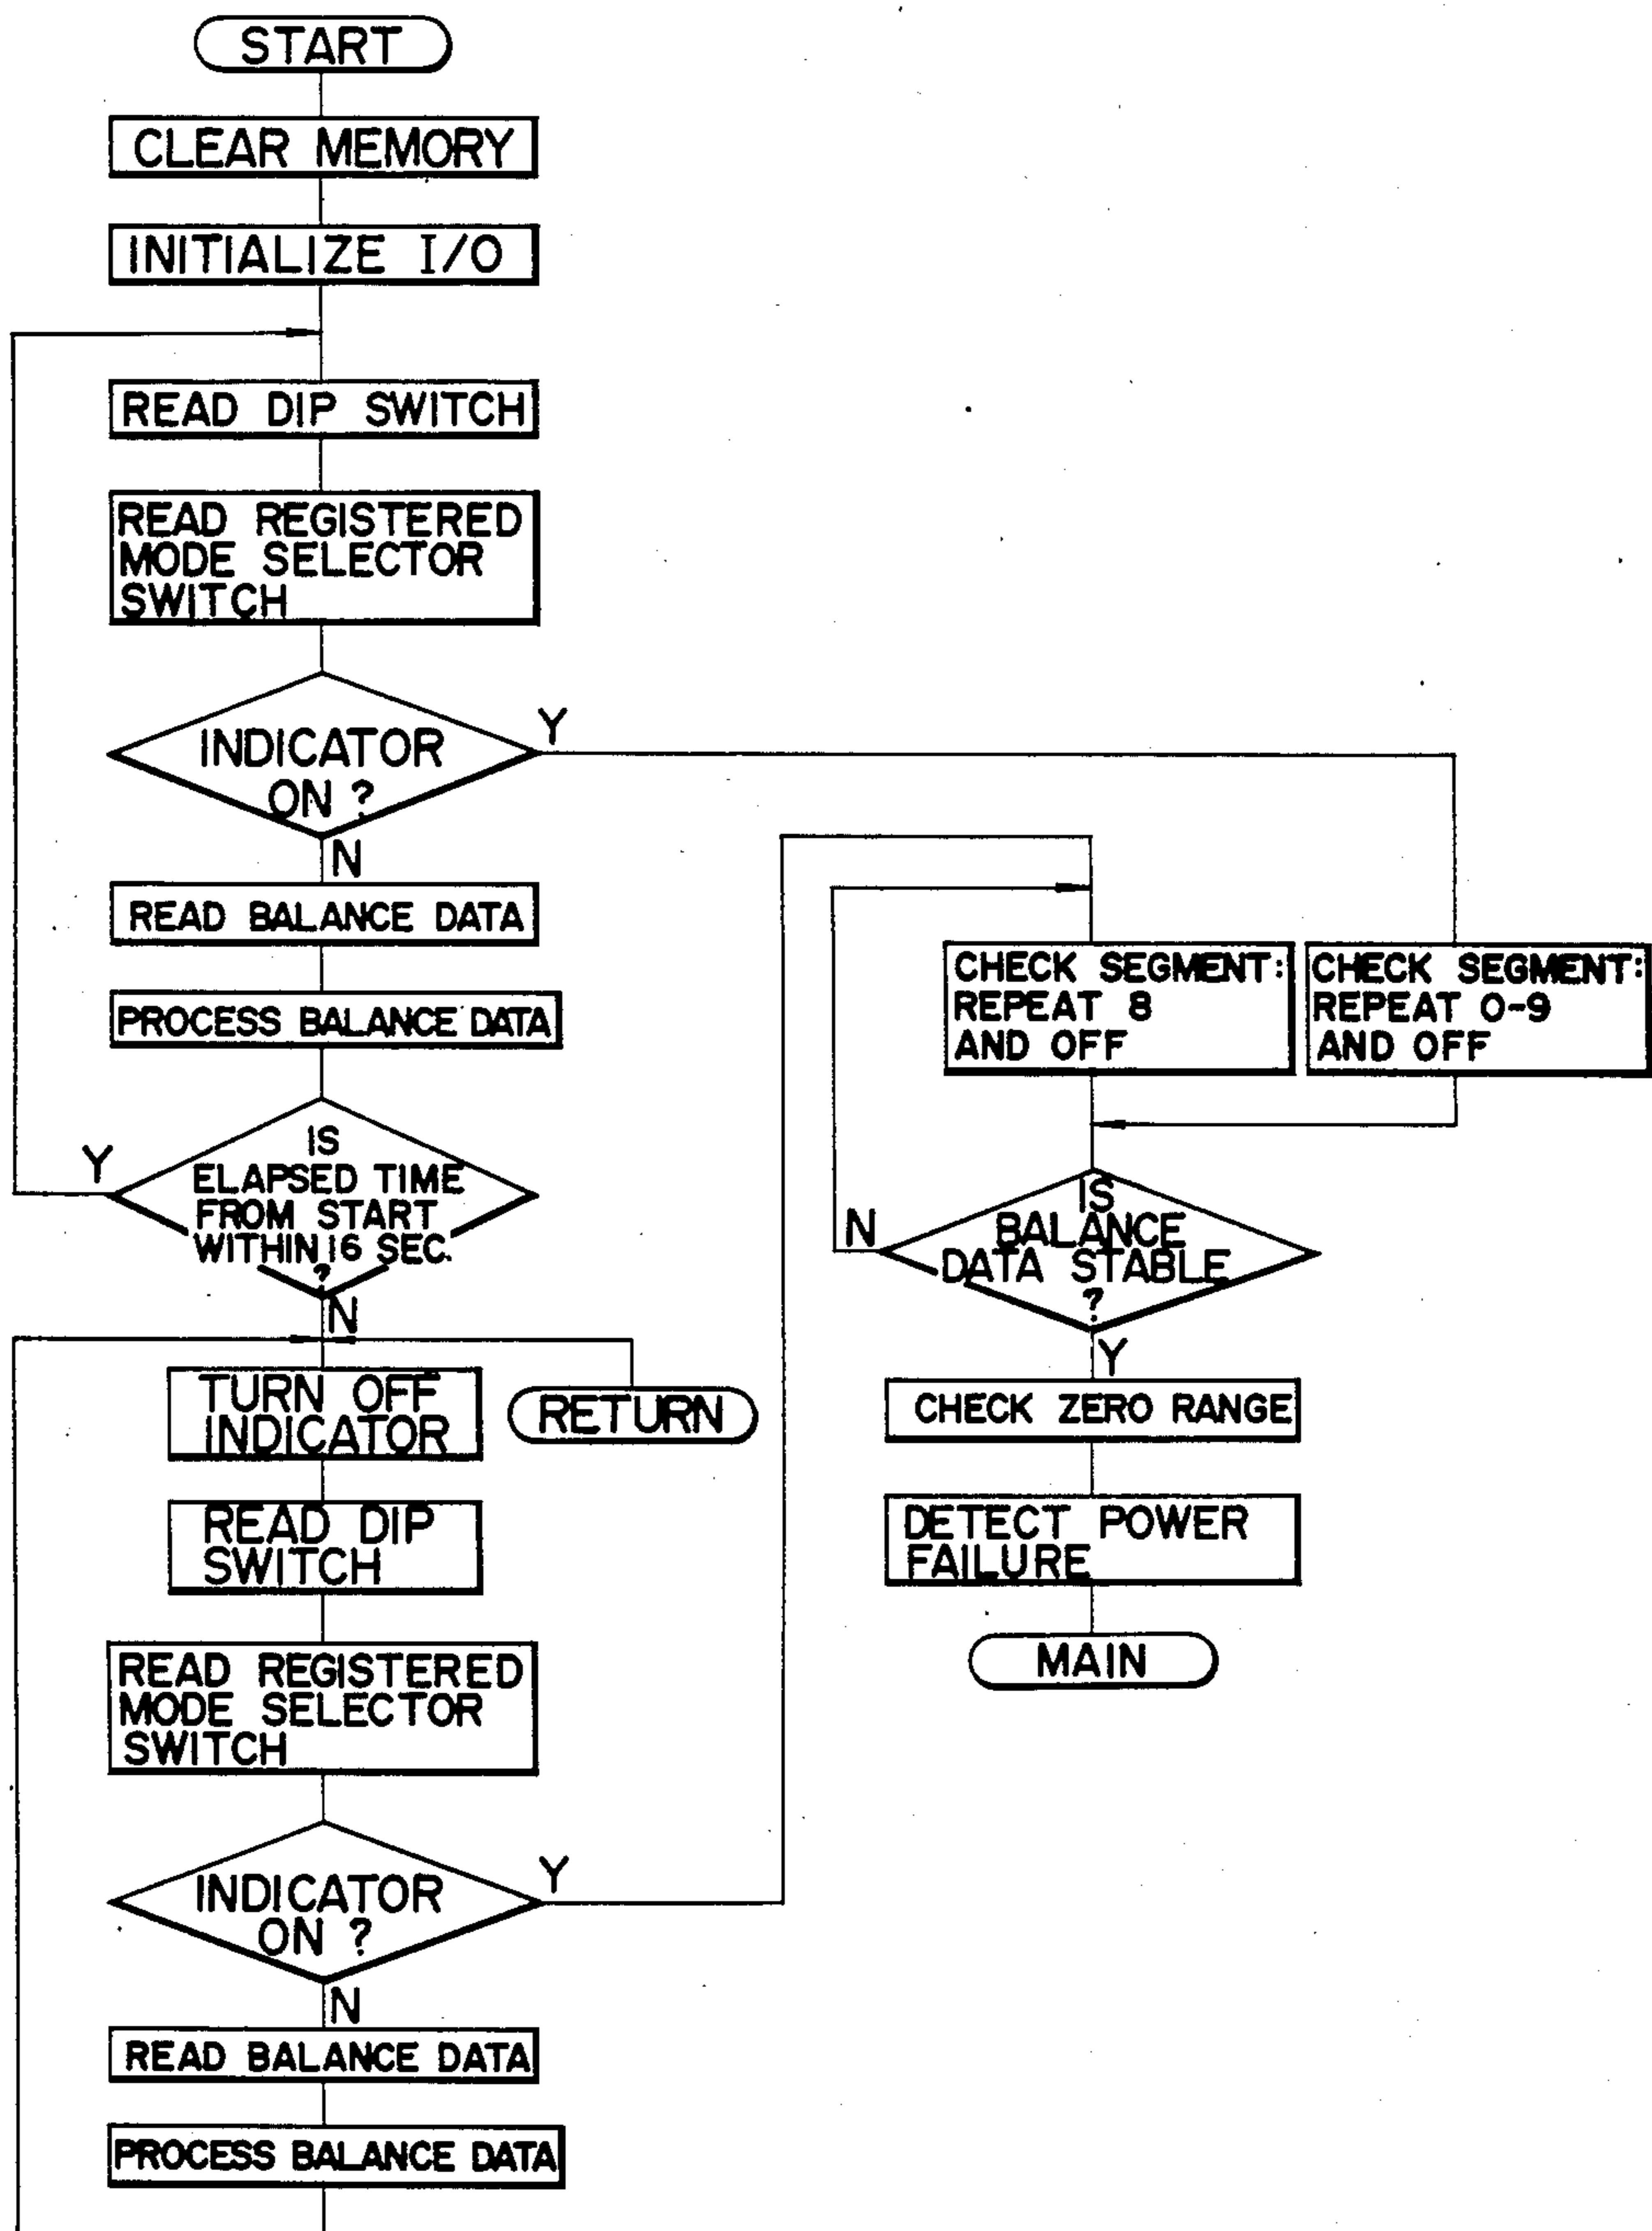 START
CLEAR MEMORY
INITIALIZE I/O
READ DIP SWITCH
READ REGISTERED
MODE SELECTOR
SWITCH
INDICATOR
ON ?
Y
N
READ BALANCE DATA
PROCESS BALANCE DATA
IS
ELAPSED TIME
FROM START
WITHIN 16 SEC.
?
Y
N
TURN OFF
INDICATOR
RETURN
READ DIP
SWITCH
READ REGISTERED
MODE SELECTOR
SWITCH
INDICATOR
ON ?
Y
N
READ BALANCE DATA
PROCESS BALANCE DATA
CHECK SEGMENT:
REPEAT 8
AND OFF
CHECK SEGMENT:
REPEAT 0-9
AND OFF
IS
BALANCE
DATA STABLE
?
N
Y
CHECK ZERO RANGE
DETECT POWER
FAILURE
MAIN